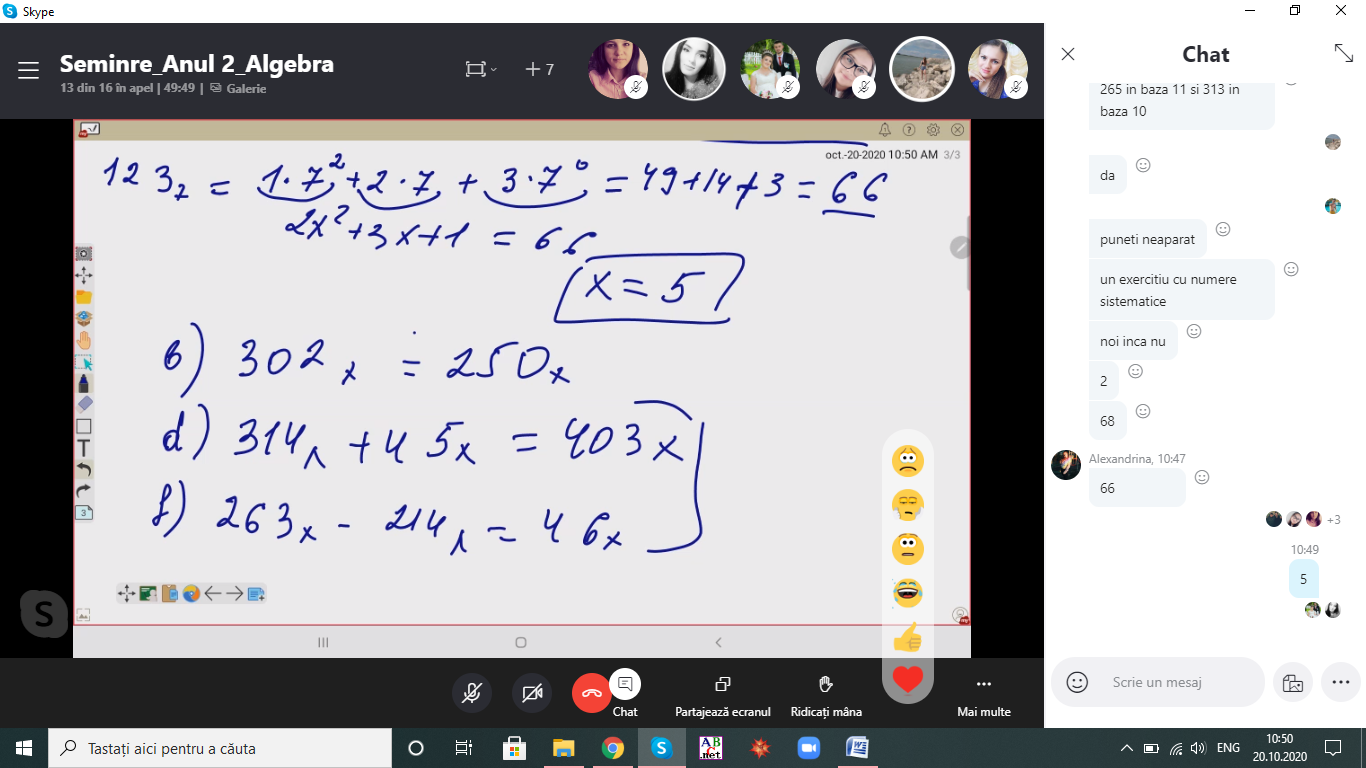 Skype
Seminre_Anul 2_Algebra
13 din 16 în apel | 49:49 | Galerie
+ 7
oct.-20-2020 10:50 AM 3/3
123₇ = 1·7² + 2·7 + 3·7⁰ = 49+14+3 = 66
2x²+3x+1 = 66
x = 5
в) 302ₓ = 250ₓ
d) 314ₓ + 45ₓ = 403ₓ
f) 263ₓ - 214ₓ = 46ₓ
T
3
S
Chat
Partajează ecranul
Ridicați mâna
Mai multe
Chat
265 in baza 11 si 313 in
baza 10
da
puneti neaparat
un exercitiu cu numere
sistematice
noi inca nu
2
68
Alexandrina, 10:47
66
+3
10:49
5
Scrie un mesaj
Tastați aici pentru a căuta
ABC
.net
ENG
10:50
20.10.2020